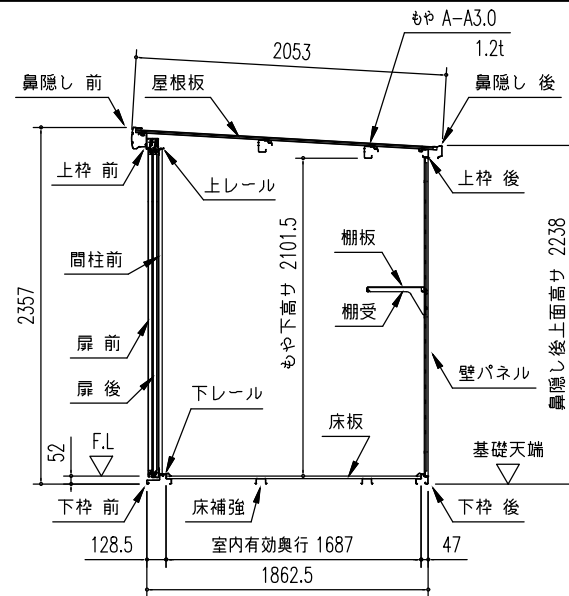 もや A-A3.0
1.2t
2053
鼻隠し 前
屋根板
鼻隠し 後
上枠 前
上レール
上枠 後
間柱前
もや下高サ 2101.5
棚板
棚受
2357
鼻隠し後上面高サ 2238
扉 前
扉 後
下レール
壁パネル
52
F.L
床板
基礎天端
下枠 前
床補強
下枠 後
128.5
室内有効奥行 1687
47
1862.5